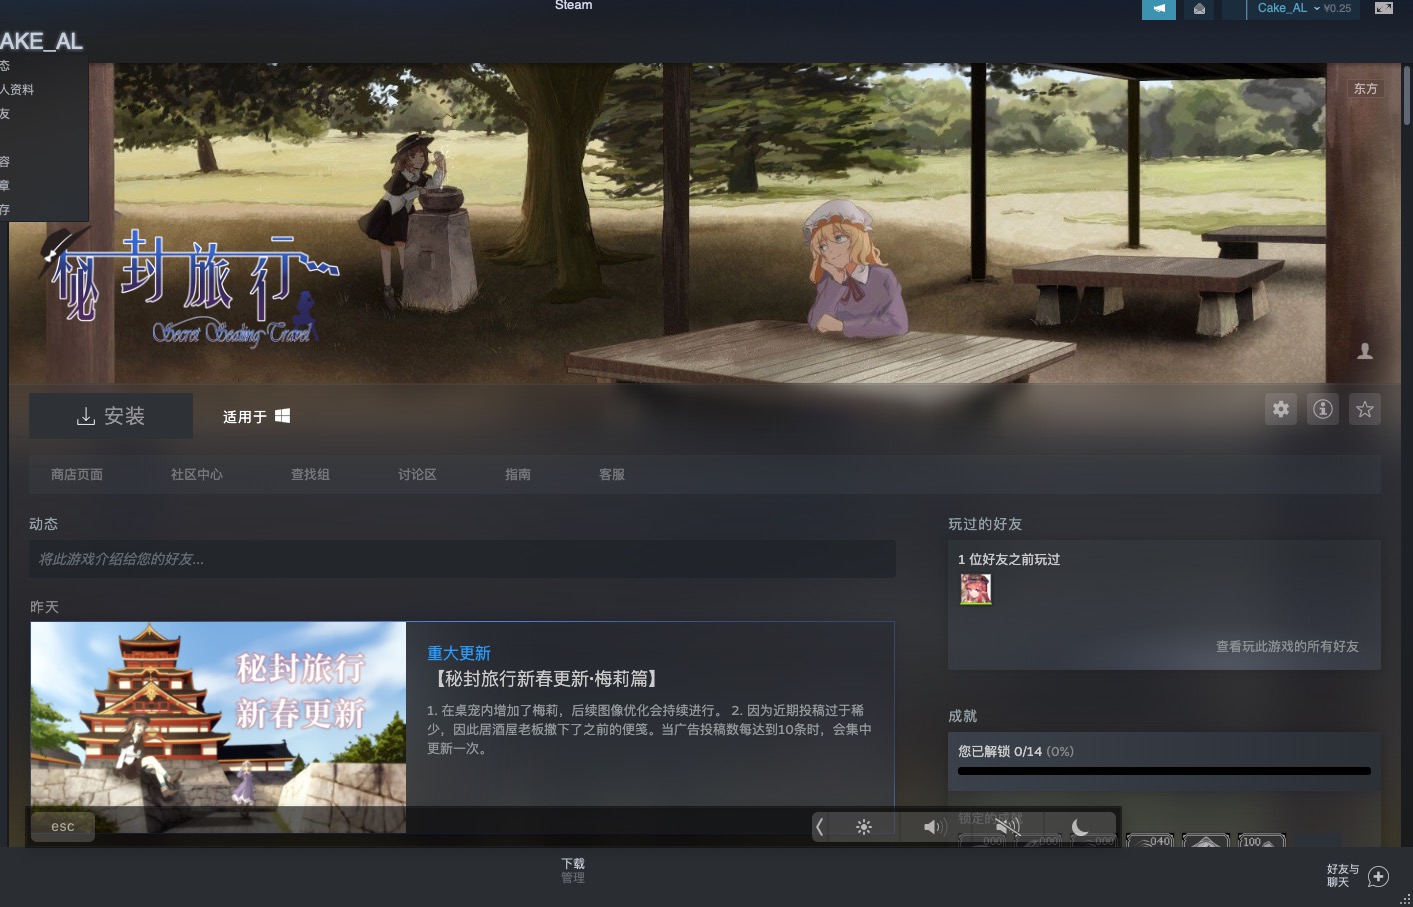 Steam
Cake_AL
¥0.25
AKE_AL
态
人资料
友
容
章
存
东方
秘封旅行
Secret Sealing Travel
安装
适用于
商店页面
社区中心
查找组
讨论区
指南
客服
动态
将此游戏介绍给您的好友...
昨天
秘封旅行
新春更新
重大更新
【秘封旅行新春更新·梅莉篇】
1. 在桌宠内增加了梅莉，后续图像优化会持续进行。 2. 因为近期投稿过于稀
少，因此居酒屋老板撤下了之前的便笺。当广告投稿数每达到10条时，会集中
更新一次。
玩过的好友
1 位好友之前玩过
查看玩此游戏的所有好友
成就
您已解锁 0/14 (0%)
锁定的成就
000
000
000
040
100
esc
下载
管理
好友与
聊天